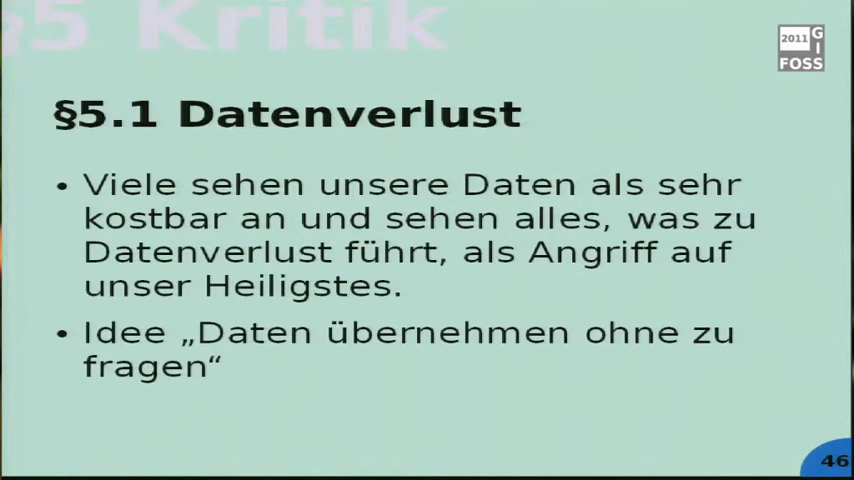 §5 Kritik
2011 GI
FOSS
§5.1 Datenverlust
• Viele sehen unsere Daten als sehr
kostbar an und sehen alles, was zu
Datenverlust führt, als Angriff auf
unser Heiligstes.
• Idee „Daten übernehmen ohne zu
fragen“
46